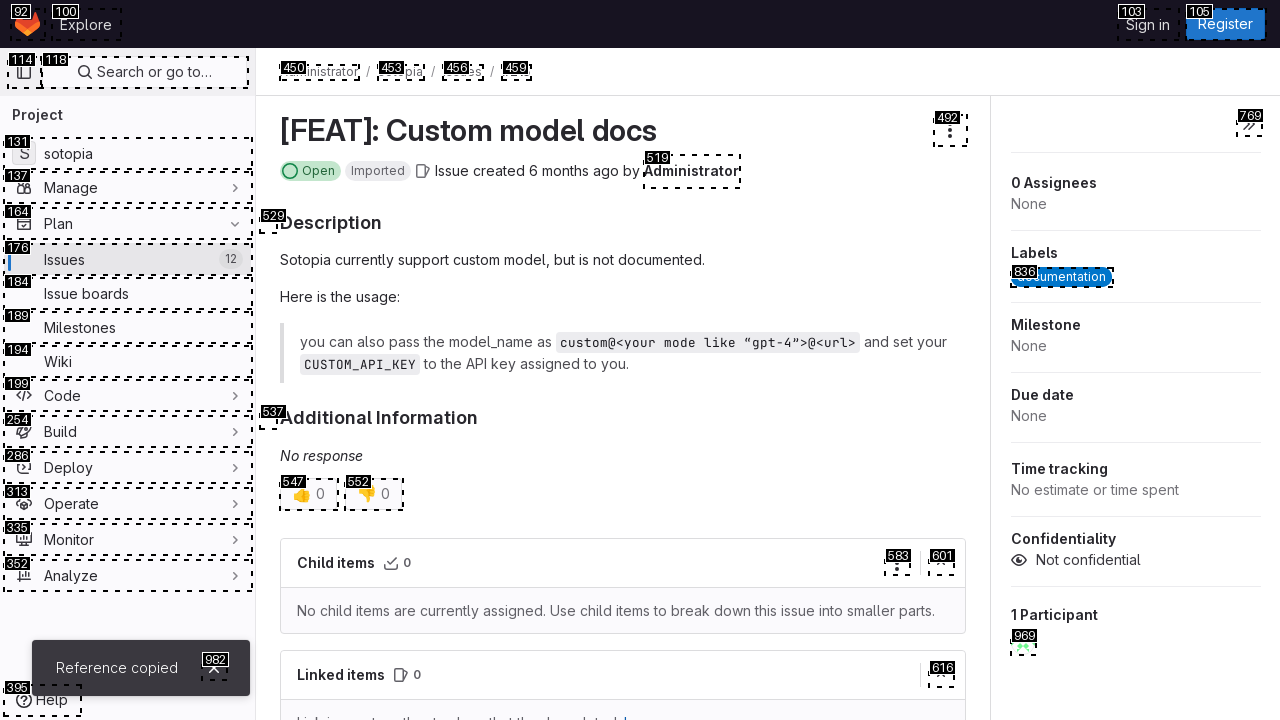 Explore
Sign in
Register
Search or go to…
Administrator / sotopia / Issues /
Project
S sotopia
Manage
Plan
Issues 12
Issue boards
Milestones
Wiki
Code
Build
Deploy
Operate
Monitor
Analyze
Help
Reference copied
[FEAT]: Custom model docs
Open Imported Issue created 6 months ago by Administrator
Description
Sotopia currently support custom model, but is not documented.
Here is the usage:
you can also pass the model_name as custom@<your mode like “gpt-4”>@<url> and set your
CUSTOM_API_KEY to the API key assigned to you.
Additional Information
No response
👍 0 👎 0
Child items 0
No child items are currently assigned. Use child items to break down this issue into smaller parts.
Linked items 0
0 Assignees
None
Labels
documentation
Milestone
None
Due date
None
Time tracking
No estimate or time spent
Confidentiality
Not confidential
1 Participant
92
100
103
105
114
118
450
453
456
459
492
769
131
137
164
176
184
189
194
199
254
286
313
335
352
395
982
519
529
537
547
552
583
601
616
836
969